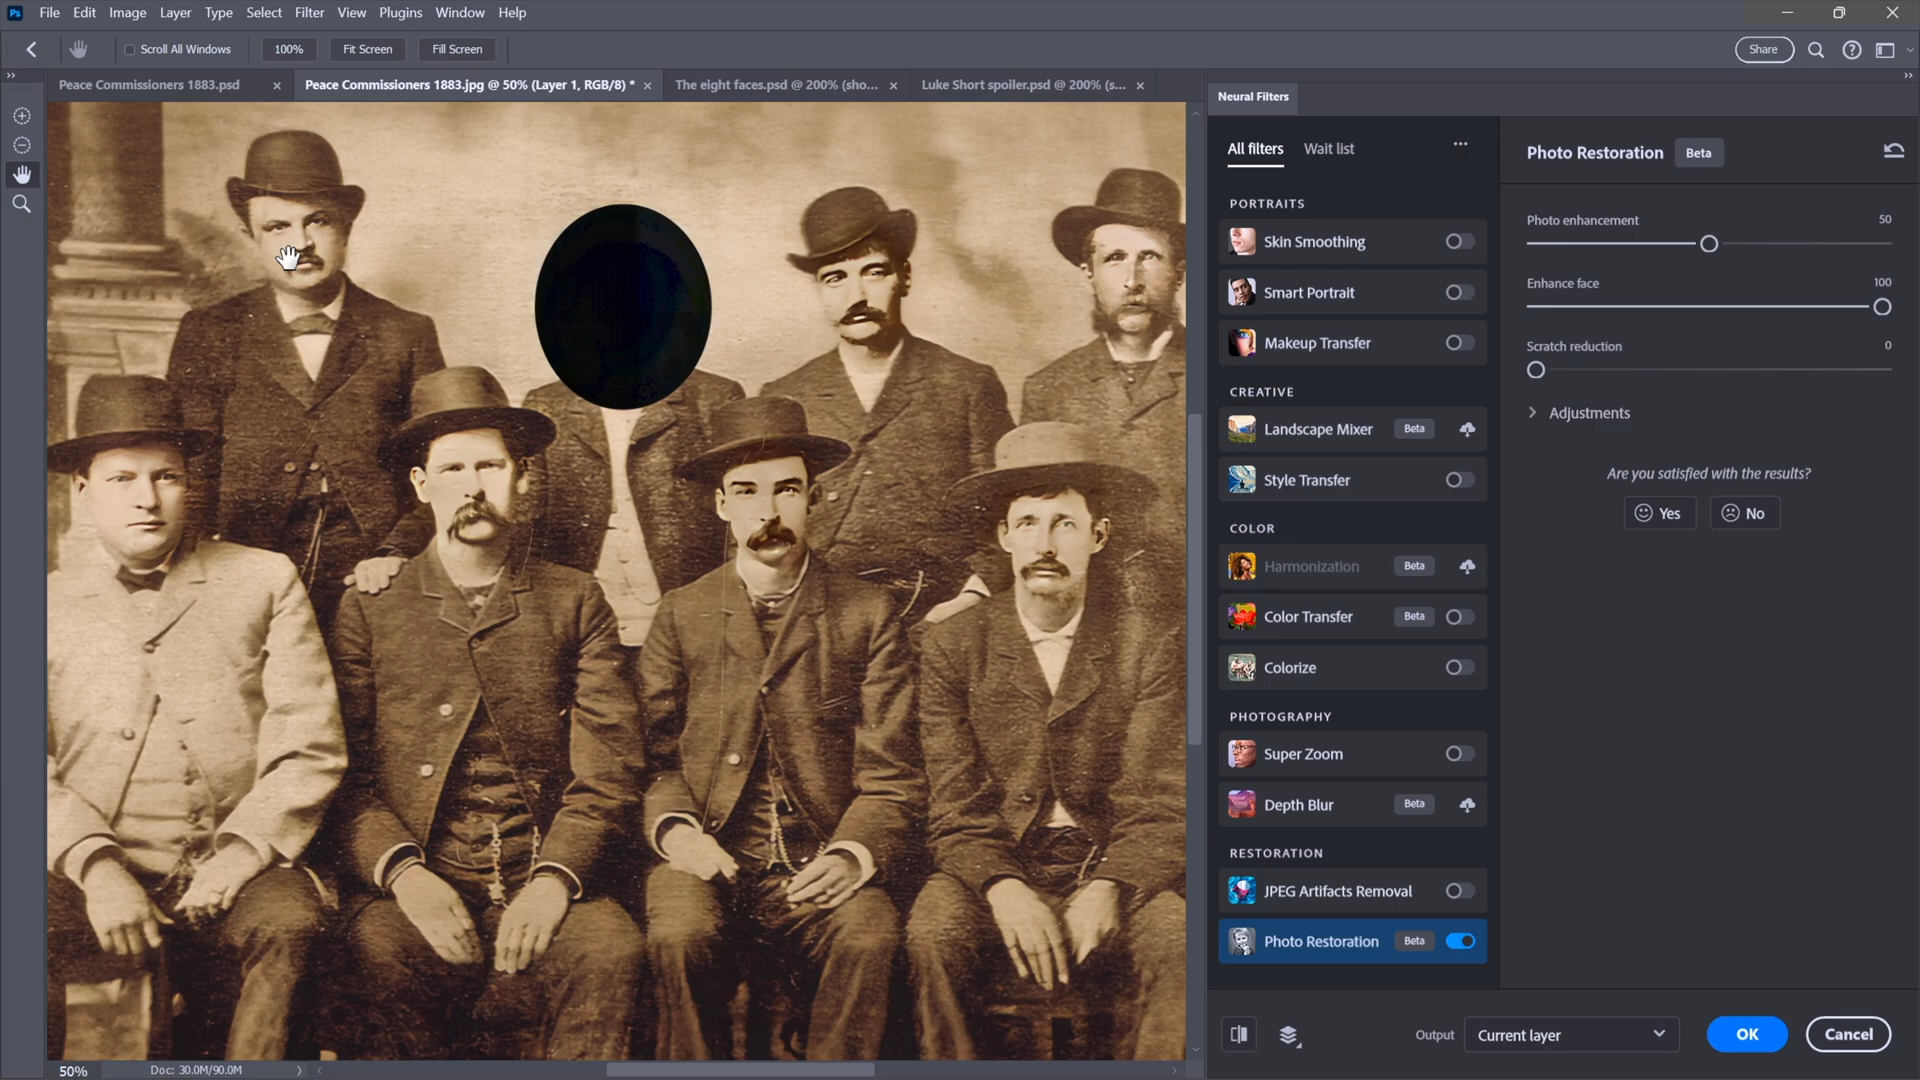 Ps File Edit Image Layer Type Select Filter View Plugins Window Help
Scroll All Windows 100% Fit Screen Fill Screen Share
Peace Commissioners 1883.psd × Peace Commissioners 1883.jpg @ 50% (Layer 1, RGB/8) * × The eight faces.psd @ 200% (sho... × Luke Short spoiler.psd @ 200% (s... ×
Neural Filters
All filters Wait list ...
Photo Restoration Beta
PORTRAITS
Skin Smoothing
Smart Portrait
Makeup Transfer
CREATIVE
Landscape Mixer Beta
Style Transfer
COLOR
Harmonization Beta
Color Transfer Beta
Colorize
PHOTOGRAPHY
Super Zoom
Depth Blur Beta
RESTORATION
JPEG Artifacts Removal
Photo Restoration Beta
Photo enhancement 50
Enhance face 100
Scratch reduction 0
Adjustments
Are you satisfied with the results?
Yes No
Output Current layer OK Cancel
50% Doc: 30.0M/90.0M